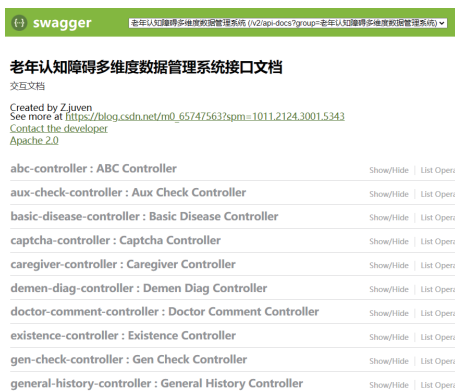 swagger
老年认知障碍多维度数据管理系统 (/v2/api-docs?group=老年认知障碍多维度数据管理系统)
老年认知障碍多维度数据管理系统接口文档
交互文档
Created by Z.juven
See more at https://blog.csdn.net/m0_65747563?spm=1011.2124.3001.5343
Contact the developer
Apache 2.0
abc-controller : ABC Controller Show/Hide List Opera
aux-check-controller : Aux Check Controller Show/Hide List Opera
basic-disease-controller : Basic Disease Controller Show/Hide List Opera
captcha-controller : Captcha Controller Show/Hide List Opera
caregiver-controller : Caregiver Controller Show/Hide List Opera
demen-diag-controller : Demen Diag Controller Show/Hide List Opera
doctor-comment-controller : Doctor Comment Controller Show/Hide List Opera
existence-controller : Existence Controller Show/Hide List Opera
gen-check-controller : Gen Check Controller Show/Hide List Opera
general-history-controller : General History Controller Show/Hide List Opera